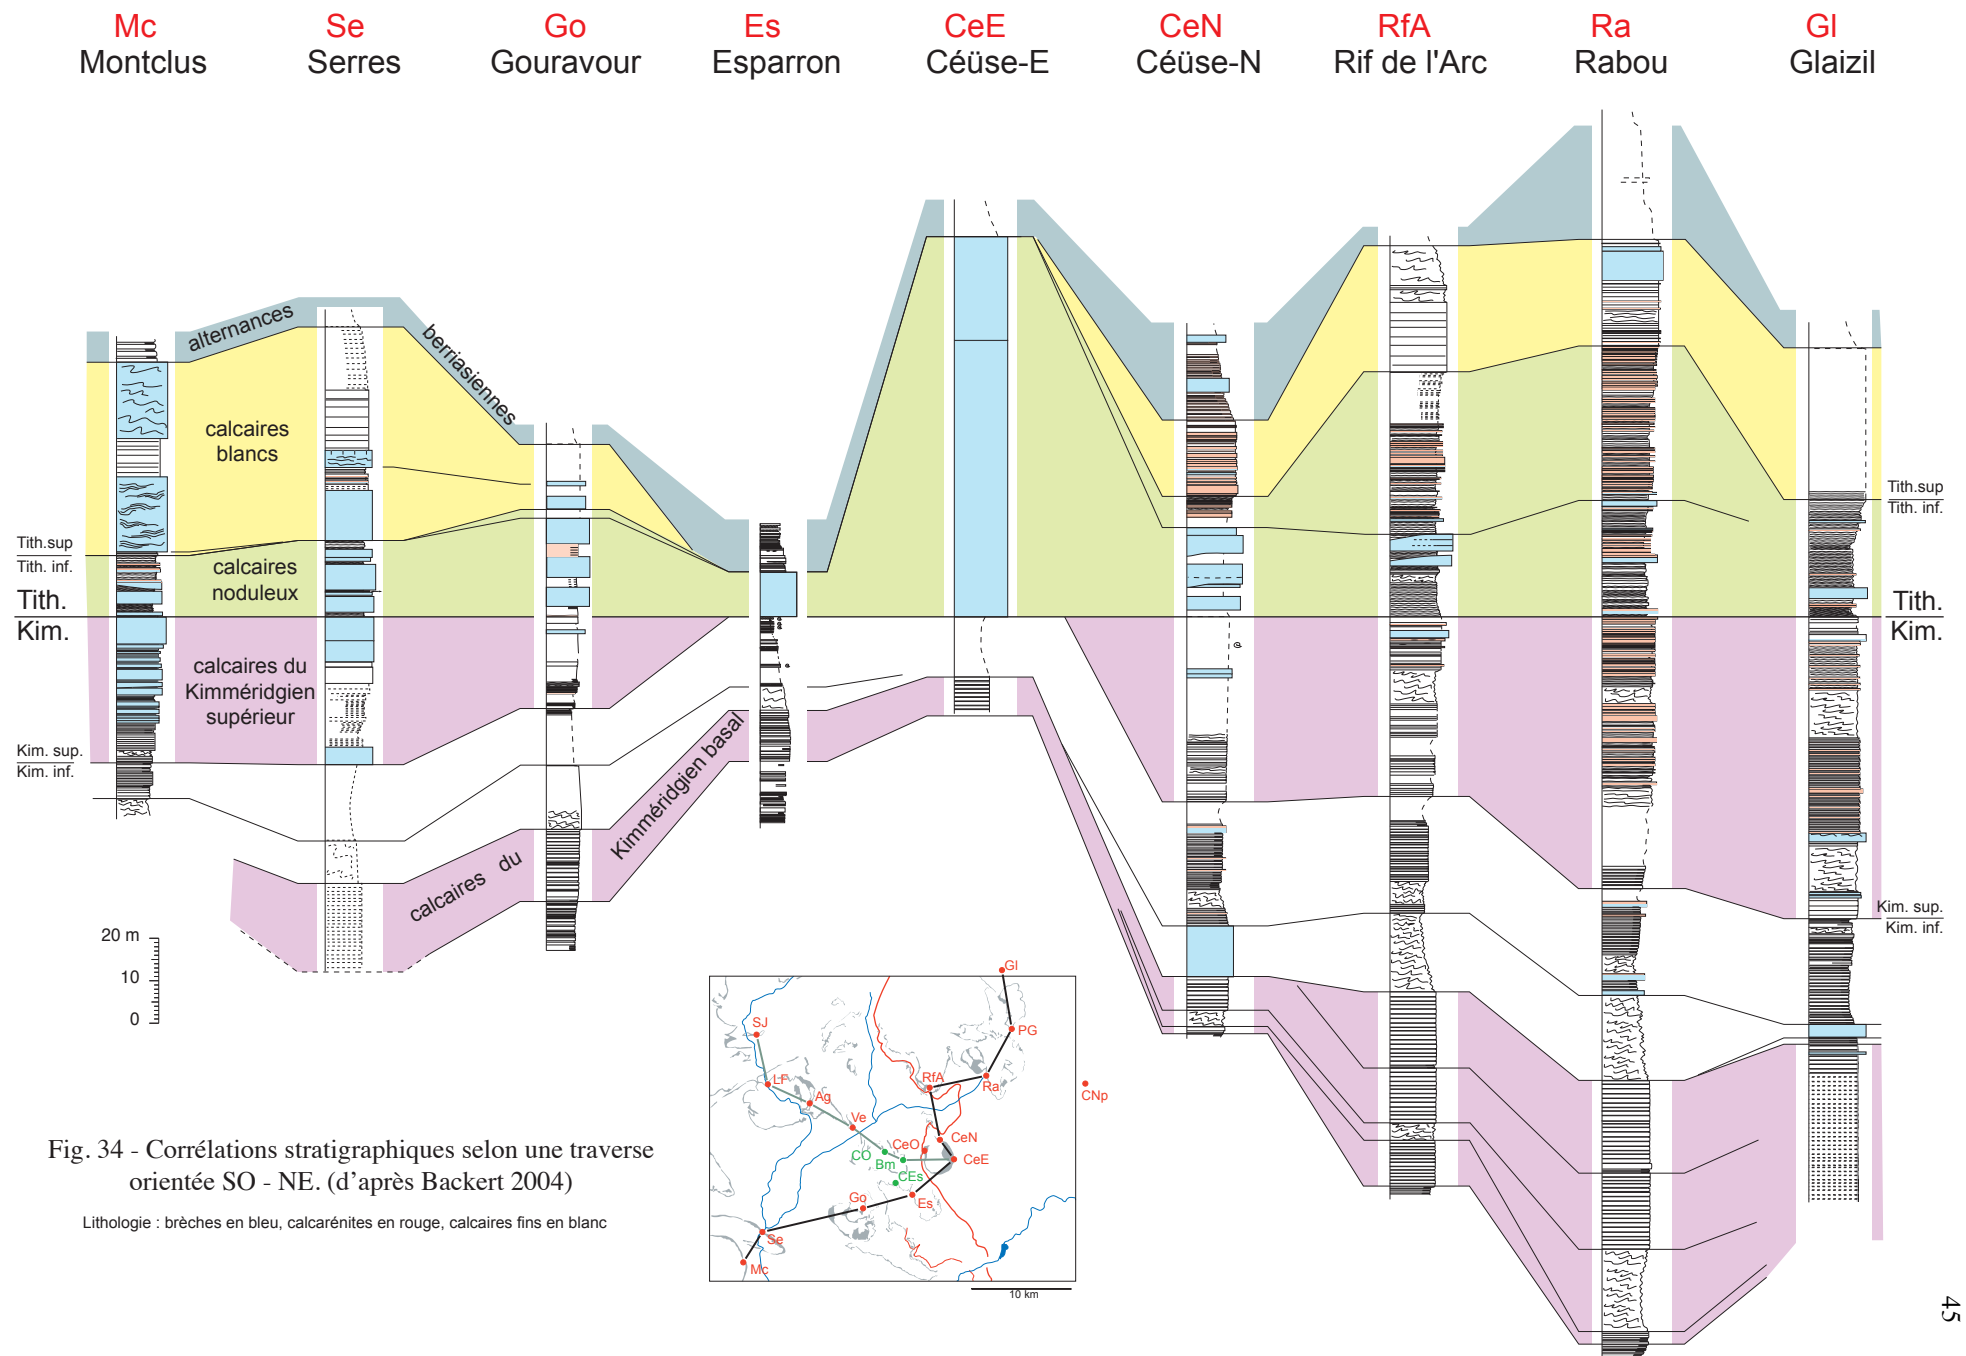 Mc Se Go Es CeE CeN RfA Ra Gl
Montclus Serres Gouravour Esparron Céüse-E Céüse-N Rif de l'Arc Rabou Glaizil
alternances
berriasiennes
calcaires
blancs
Tith.sup
Tith. inf.
calcaires
noduleux
Tith.
Kim.
calcaires du
Kimméridgien
supérieur
Kim. sup.
Kim. inf.
calcaires du
Kimméridgien basal
Tith.sup
Tith. inf.
Tith.
Kim.
Kim. sup.
Kim. inf.
20 m
10
0
Fig. 34 - Corrélations stratigraphiques selon une traverse
orientée SO - NE. (d’après Backert 2004)
Lithologie : brèches en bleu, calcarénites en rouge, calcaires fins en blanc
Gl
SJ
PG
LF
RfA
Ra
CNp
Ag
Ve
CeN
CeO
CO
Bm
CeE
CEs
Go
Es
Se
Mc
10 km
45